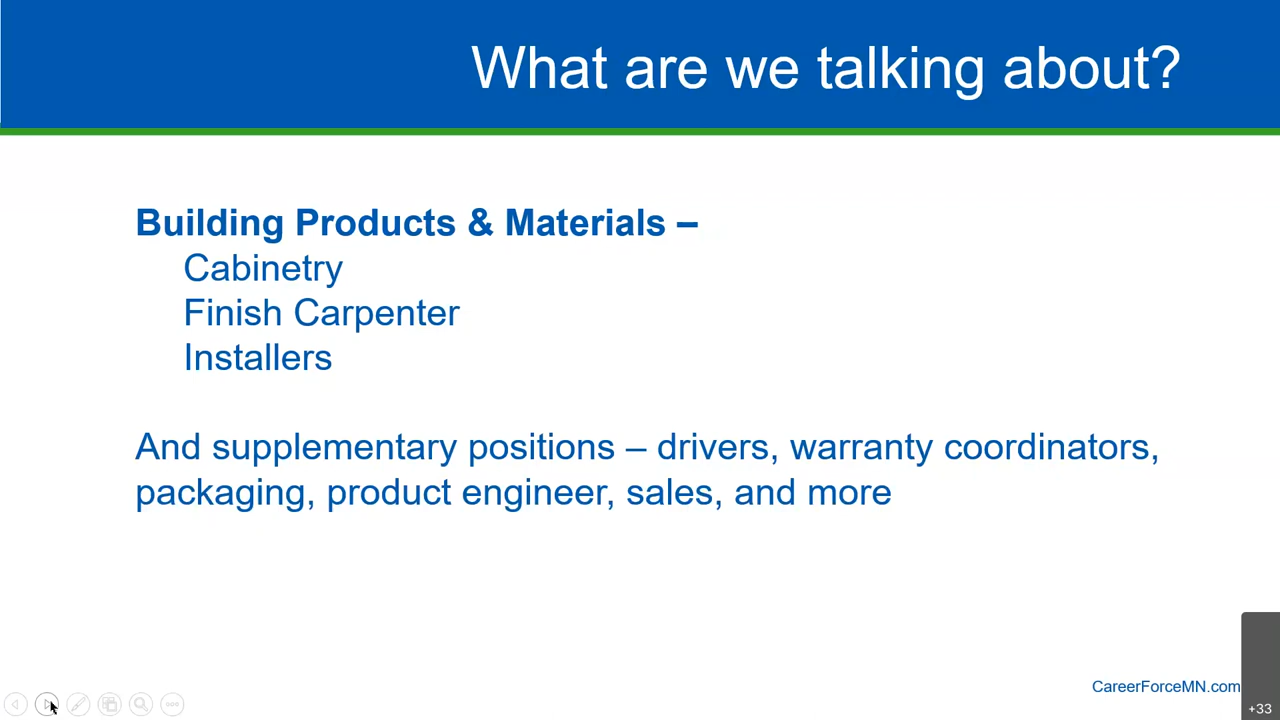 What are we talking about?
Building Products & Materials –
Cabinetry
Finish Carpenter
Installers
And supplementary positions – drivers, warranty coordinators,
packaging, product engineer, sales, and more
CareerForceMN.com
+33